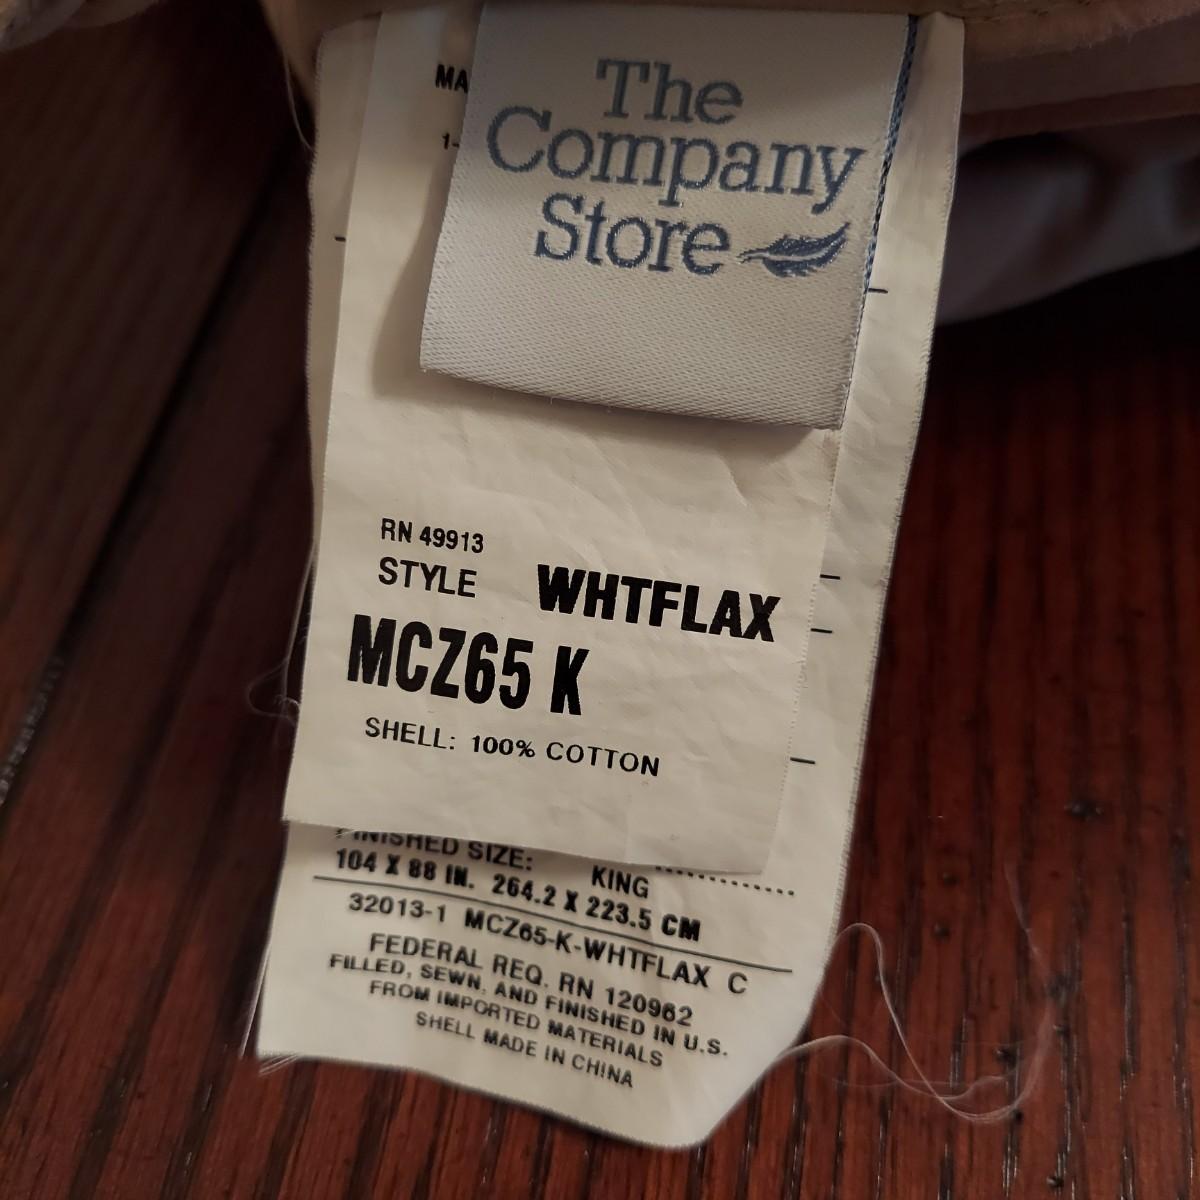 The
Company
Store
RN 49913
STYLE WHTFLAX
MCZ65 K
SHELL: 100% COTTON
FINISHED SIZE: KING
104 X 88 IN. 264.2 X 223.5 CM
32013-1 MCZ65-K-WHTFLAX C
FEDERAL REQ. RN 120962
FILLED, SEWN, AND FINISHED IN U.S.
FROM IMPORTED MATERIALS
SHELL MADE IN CHINA